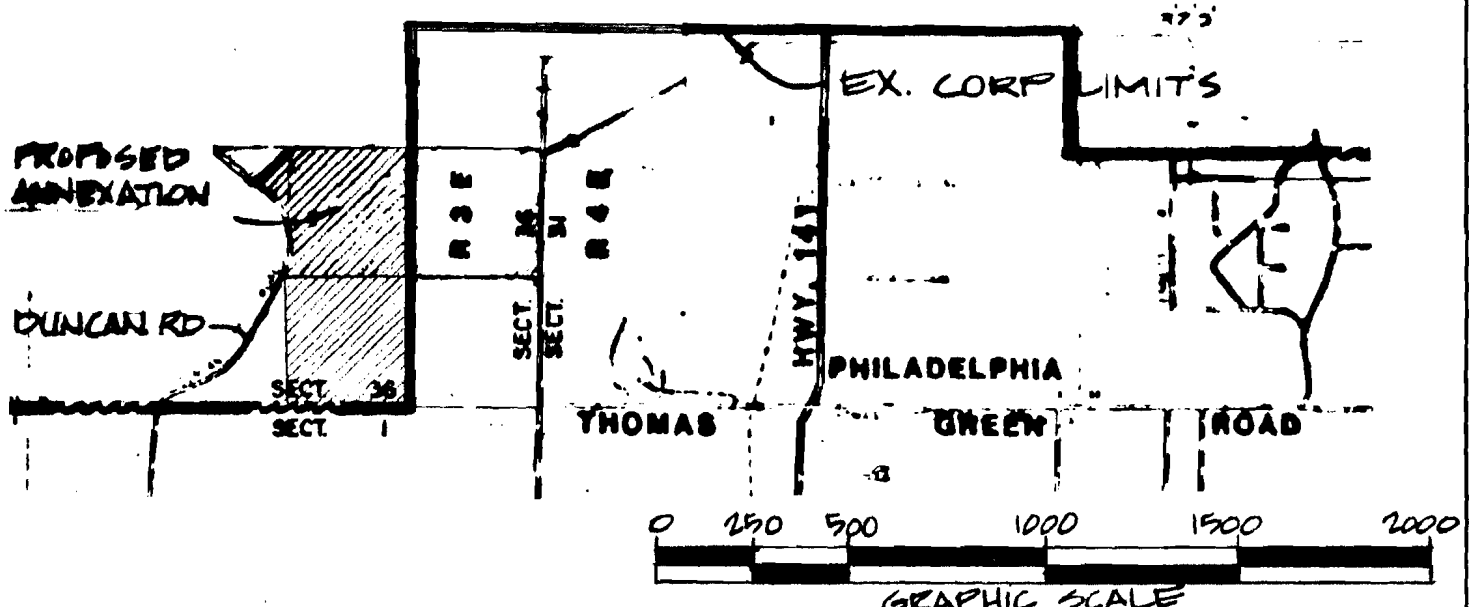 EX. CORP LIMITS
PROPOSED
ANNEXATION
R 3 E
36
31
R 4 E
HWY. 141
DUNCAN RD
SECT.
SECT.
PHILADELPHIA
SECT. 36
SECT. 1
THOMAS GREEN ROAD
0 250 500 1000 1500 2000
GRAPHIC SCALE